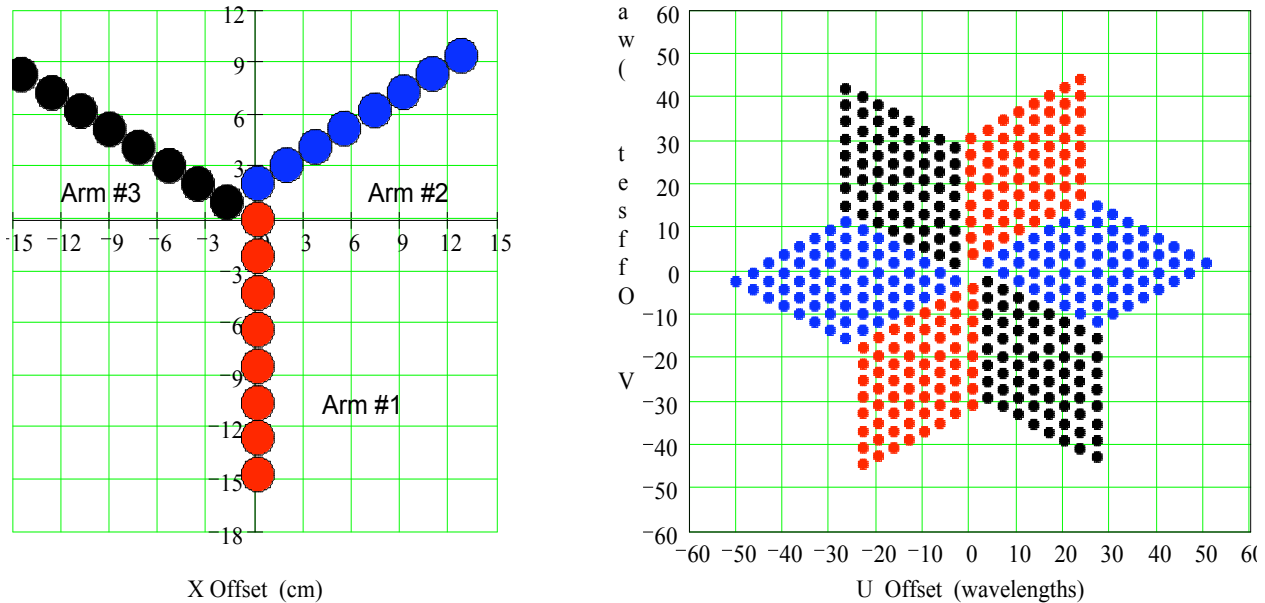 12
9
6
3
-3
-6
-9
-12
-15
-18
Arm #3
Arm #2
Arm #1
15 -12 -9 -6 -3 3 6 9 12 15
X Offset (cm)
a
w(
t
e
s
f
f
O
V
60
50
40
30
20
10
0
-10
-20
-30
-40
-50
-60
-60 -50 -40 -30 -20 -10 0 10 20 30 40 50 60
U Offset (wavelengths)